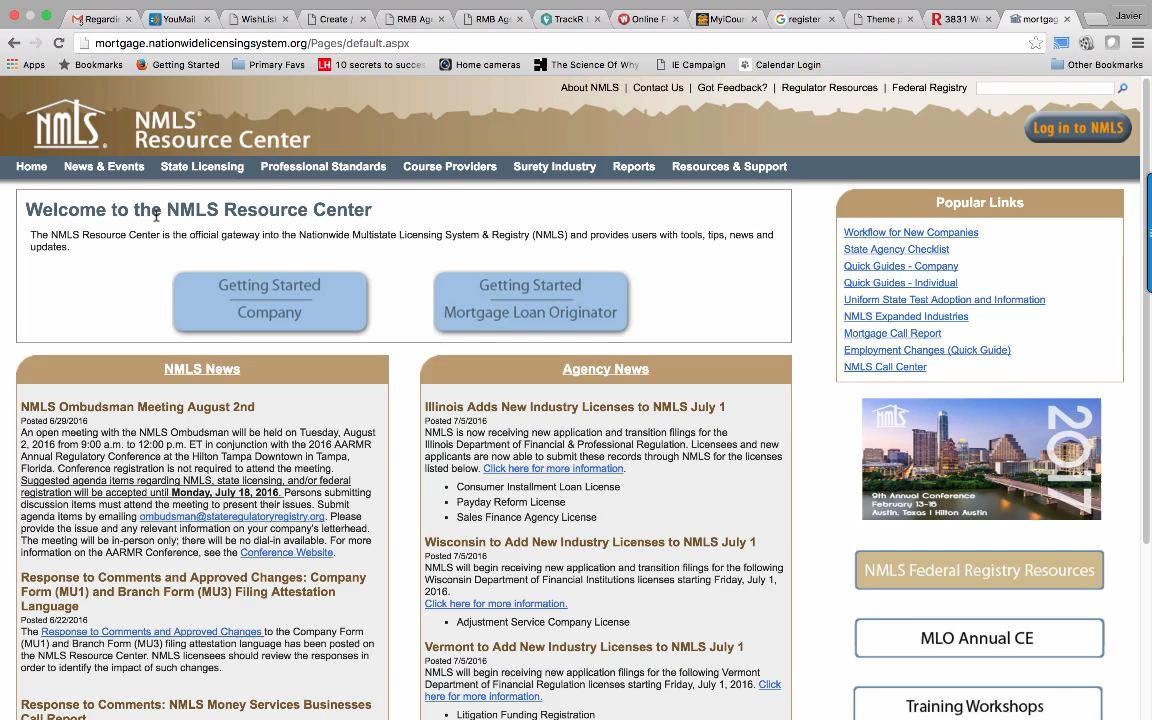 Regardin
YouMail
WishList
Create /
RMB Age
RMB Age
TrackR
Online F
MyiCour
register
Theme p
3831 W
mortgag
Javier
mortgage.nationwidelicensingsystem.org/Pages/default.aspx
Apps
Bookmarks
Getting Started
Primary Favs
LH 10 secrets to succes
Home cameras
The Science Of Why
IE Campaign
Calendar Login
Other Bookmarks
About NMLS | Contact Us | Got Feedback? | Regulator Resources | Federal Registry
NMLS
NMLS®
Resource Center
Log in to NMLS
Home News & Events State Licensing Professional Standards Course Providers Surety Industry Reports Resources & Support
Welcome to the NMLS Resource Center
The NMLS Resource Center is the official gateway into the Nationwide Multistate Licensing System & Registry (NMLS) and provides users with tools, tips, news and
updates.
Getting Started
Company
Getting Started
Mortgage Loan Originator
NMLS News
NMLS Ombudsman Meeting August 2nd
Posted 6/29/2016
An open meeting with the NMLS Ombudsman will be held on Tuesday, August
2, 2016 from 9:00 a.m. to 12:00 p.m. ET in conjunction with the 2016 AARMR
Annual Regulatory Conference at the Hilton Tampa Downtown in Tampa,
Florida. Conference registration is not required to attend the meeting.
Suggested agenda items regarding NMLS, state licensing, and/or federal
registration will be accepted until Monday, July 18, 2016. Persons submitting
discussion items must attend the meeting to present their issues. Submit
agenda items by emailing ombudsman@stateregulatoryregistry.org. Please
provide the issue and any relevant information on your company's letterhead.
The meeting will be in-person only; there will be no dial-in available. For more
information on the AARMR Conference, see the Conference Website.
Response to Comments and Approved Changes: Company
Form (MU1) and Branch Form (MU3) Filing Attestation
Language
Posted 6/22/2016
The Response to Comments and Approved Changes to the Company Form
(MU1) and Branch Form (MU3) filing attestation language has been posted on
the NMLS Resource Center. NMLS licensees should review the responses in
order to identify the impact of such changes.
Response to Comments: NMLS Money Services Businesses
Call Report
Agency News
Illinois Adds New Industry Licenses to NMLS July 1
Posted 7/5/2016
NMLS is now receiving new application and transition filings for the
Illinois Department of Financial & Professional Regulation. Licensees and new
applicants are now able to submit these records through NMLS for the licenses
listed below. Click here for more information.
• Consumer Installment Loan License
• Payday Reform License
• Sales Finance Agency License
Wisconsin to Add New Industry Licenses to NMLS July 1
Posted 7/5/2016
NMLS will begin receiving new application and transition filings for the following
Wisconsin Department of Financial Institutions licenses starting Friday, July 1,
2016.
Click here for more information.
• Adjustment Service Company License
Vermont to Add New Industry Licenses to NMLS July 1
Posted 7/5/2016
NMLS will begin receiving new application filings for the following Vermont
Department of Financial Regulation licenses starting Friday, July 1, 2016. Click
here for more information.
• Litigation Funding Registration
Popular Links
Workflow for New Companies
State Agency Checklist
Quick Guides - Company
Quick Guides - Individual
Uniform State Test Adoption and Information
NMLS Expanded Industries
Mortgage Call Report
Employment Changes (Quick Guide)
NMLS Call Center
NMLS
2017
9th Annual Conference
February 13-16
Austin, Texas | Hilton Austin
NMLS Federal Registry Resources
MLO Annual CE
Training Workshops